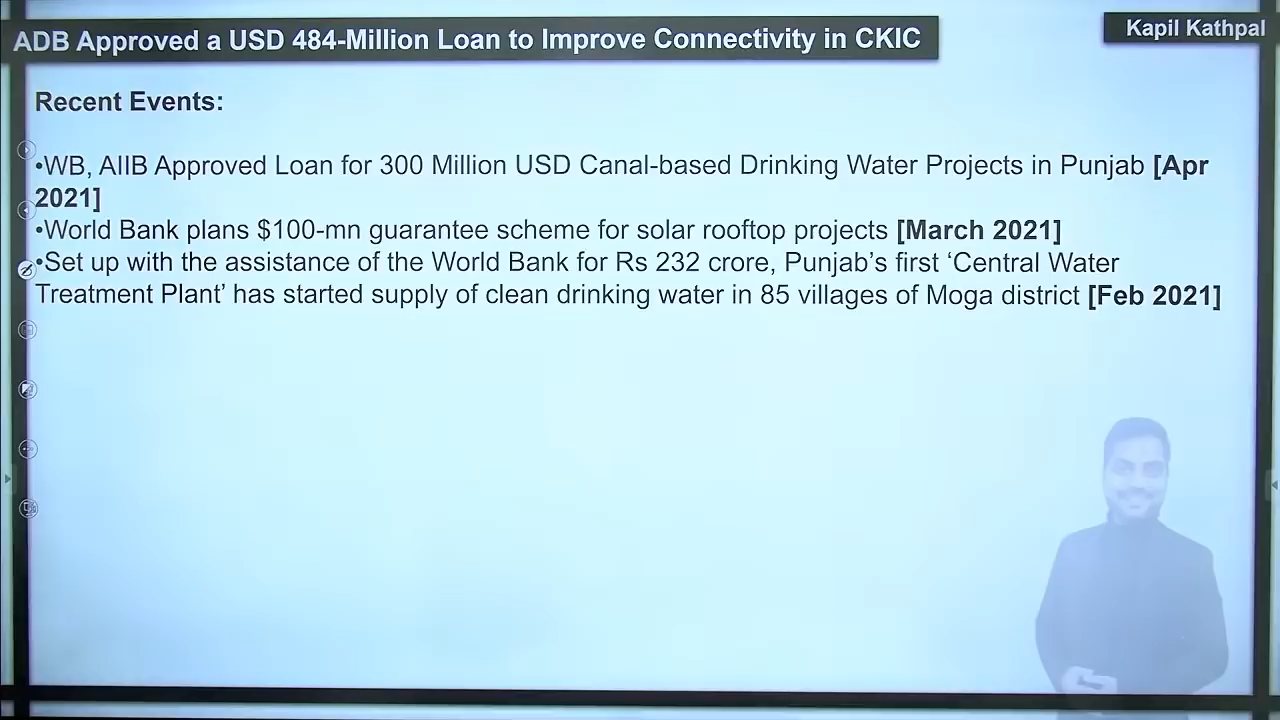 ADB Approved a USD 484-Million Loan to Improve Connectivity in CKIC
Kapil Kathpal
Recent Events:
•WB, AIIB Approved Loan for 300 Million USD Canal-based Drinking Water Projects in Punjab [Apr
2021]
•World Bank plans $100-mn guarantee scheme for solar rooftop projects [March 2021]
•Set up with the assistance of the World Bank for Rs 232 crore, Punjab’s first ‘Central Water
Treatment Plant’ has started supply of clean drinking water in 85 villages of Moga district [Feb 2021]